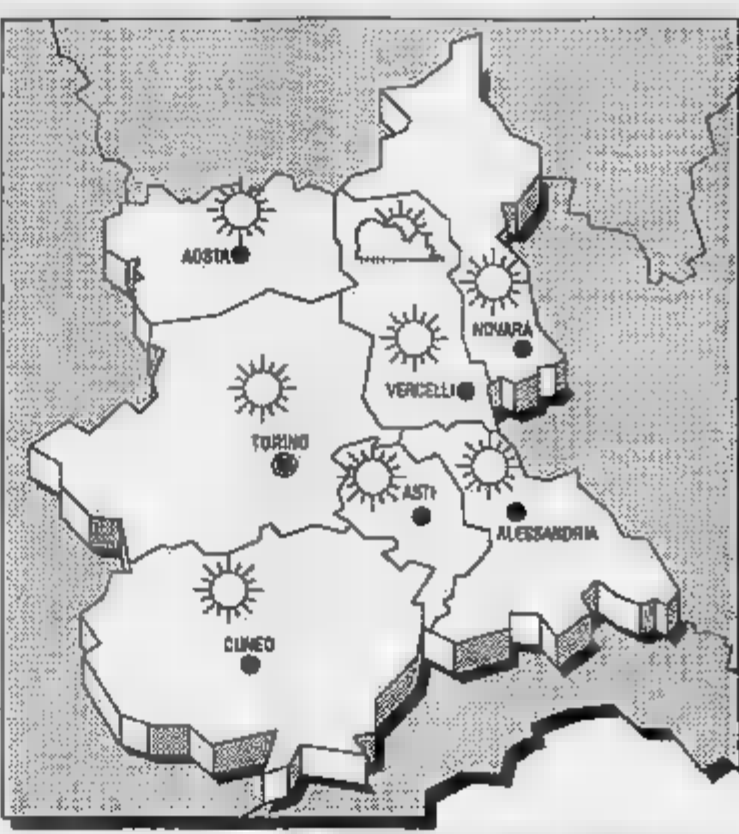 AOSTA
NOVARA
VERCELLI
TORINO
ASTI
ALESSANDRIA
CUNEO